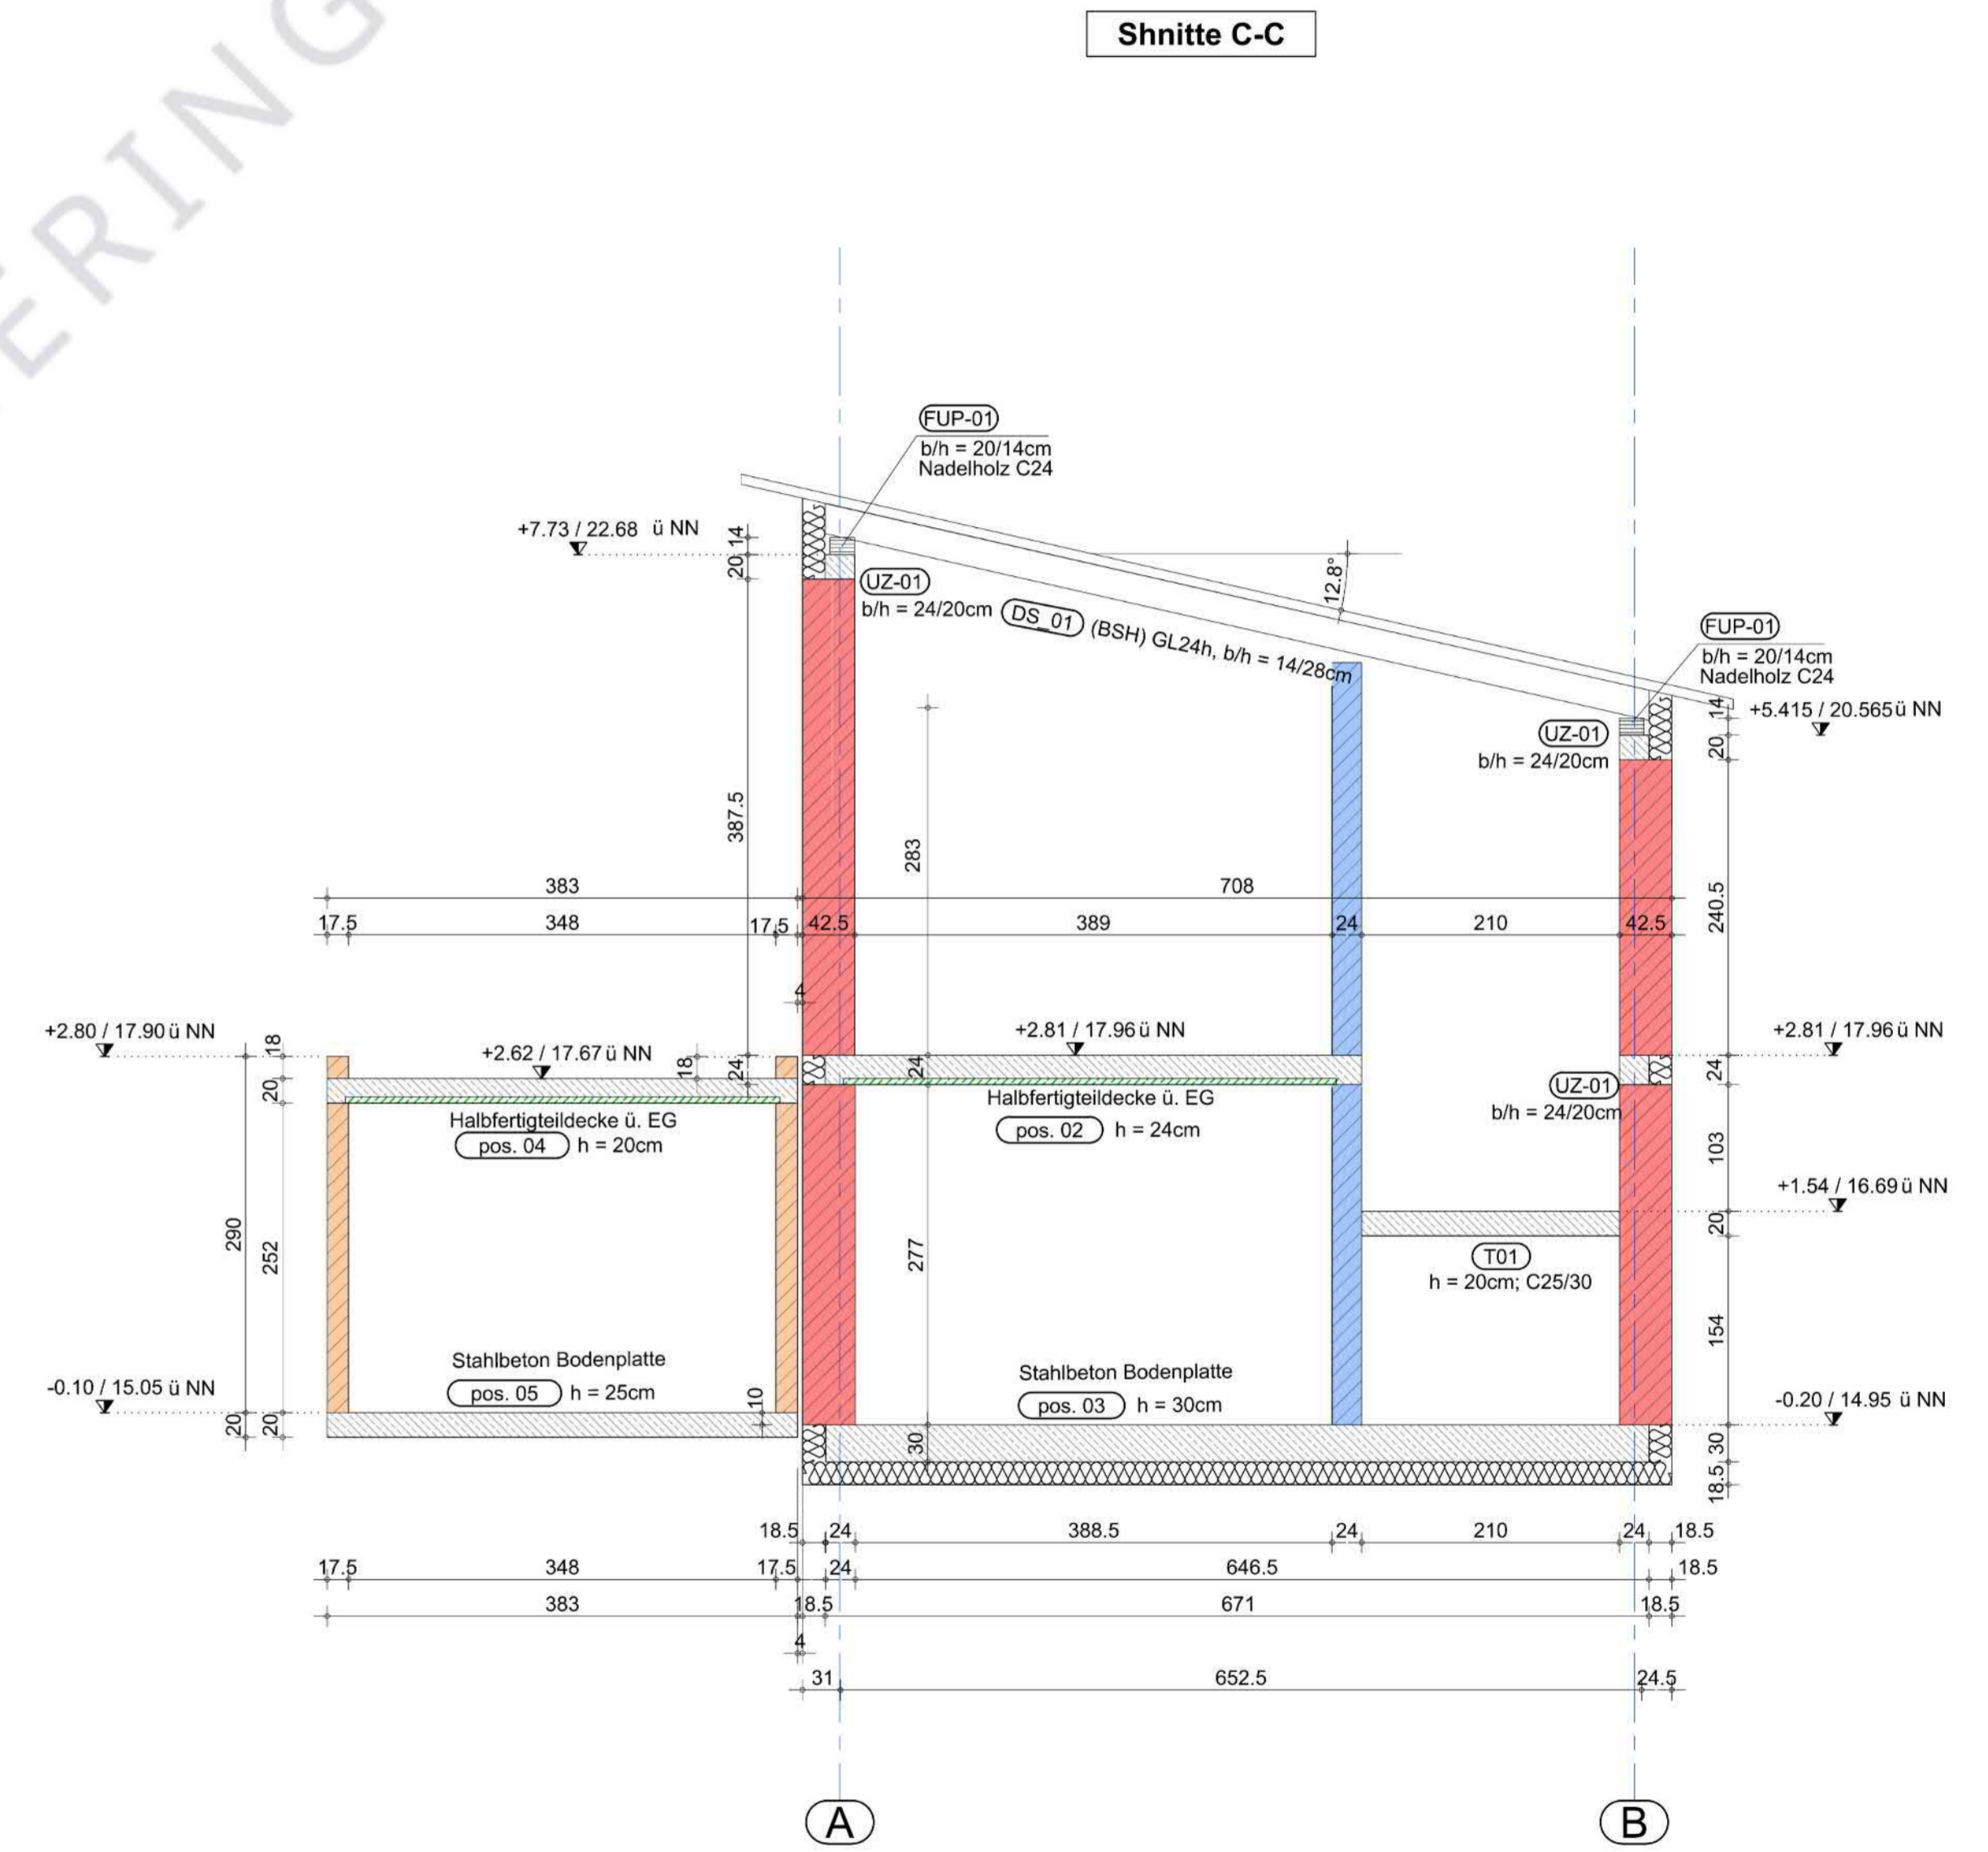 Shnitte C-C
ERING
FUP-01
b/h = 20/14cm
Nadelholz C24
+7.73 / 22.68 ü NN
14
20
UZ-01
b/h = 24/20cm
DS_01 (BSH) GL24h, b/h = 14/28cm
12.8°
FUP-01
b/h = 20/14cm
Nadelholz C24
14
+5.415 / 20.565ü NN
UZ-01
20
b/h = 24/20cm
387.5
283
383
708
240.5
17.5
348
17.5
42.5
389
24
210
42.5
4
+2.80 / 17.90 ü NN
18
+2.62 / 17.67 ü NN
18
24
+2.81 / 17.96 ü NN
24
+2.81 / 17.96 ü NN
24
20
UZ-01
b/h = 24/20cm
Halbfertigteildecke ü. EG
pos. 04 h = 20cm
Halbfertigteildecke ü. EG
pos. 02 h = 24cm
103
+1.54 / 16.69 ü NN
20
290
252
277
T01
h = 20cm; C25/30
154
Stahlbeton Bodenplatte
pos. 05 h = 25cm
10
Stahlbeton Bodenplatte
pos. 03 h = 30cm
-0.10 / 15.05 ü NN
20
20
-0.20 / 14.95 ü NN
30
30
18.5
18.5
24
388.5
24
210
24
18.5
17.5
348
17.5
24
646.5
18.5
383
18.5
671
18.5
4
31
652.5
24.5
A
B